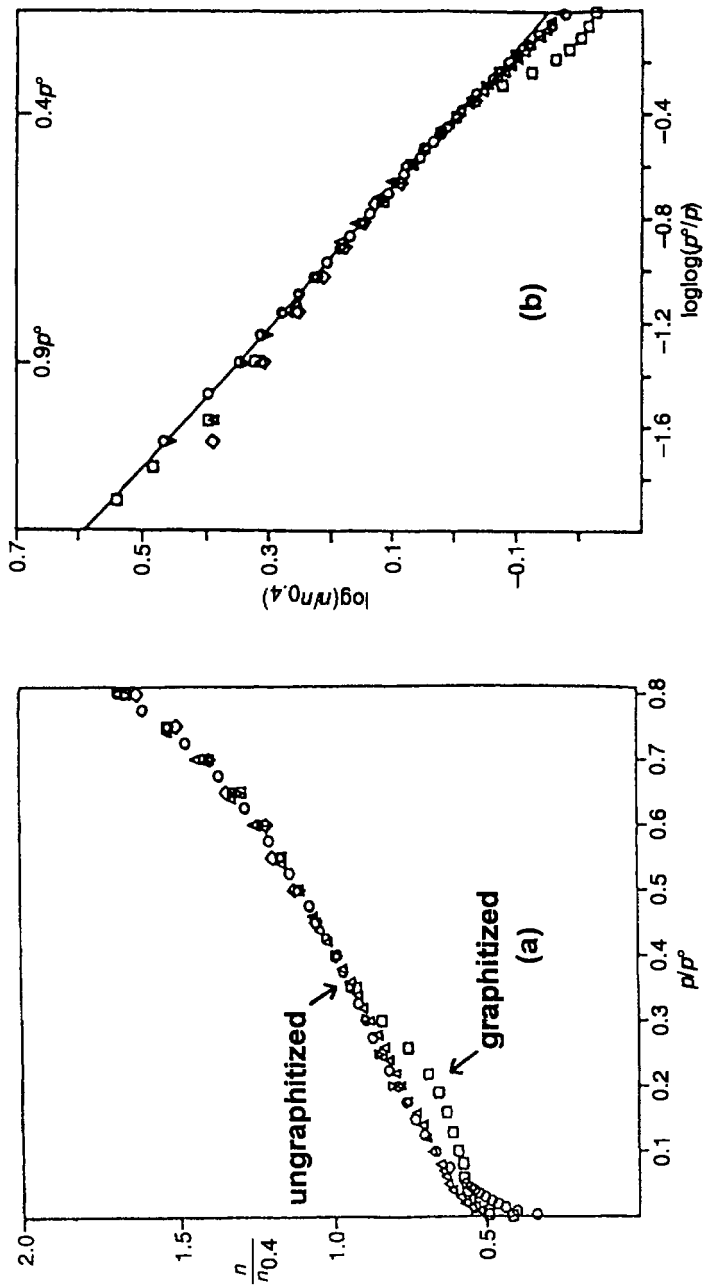 2.0
1.5
1.0
0.5
n
n0.4
0.1
0.2
0.3
0.4
0.5
0.6
0.7
0.8
p/p°
ungraphitized
graphitized
(a)
0.9p°
0.4p°
0.7
0.5
0.3
0.1
−0.1
log(n/n0.4)
−1.6
−1.2
−0.8
−0.4
loglog(p°/p)
(b)